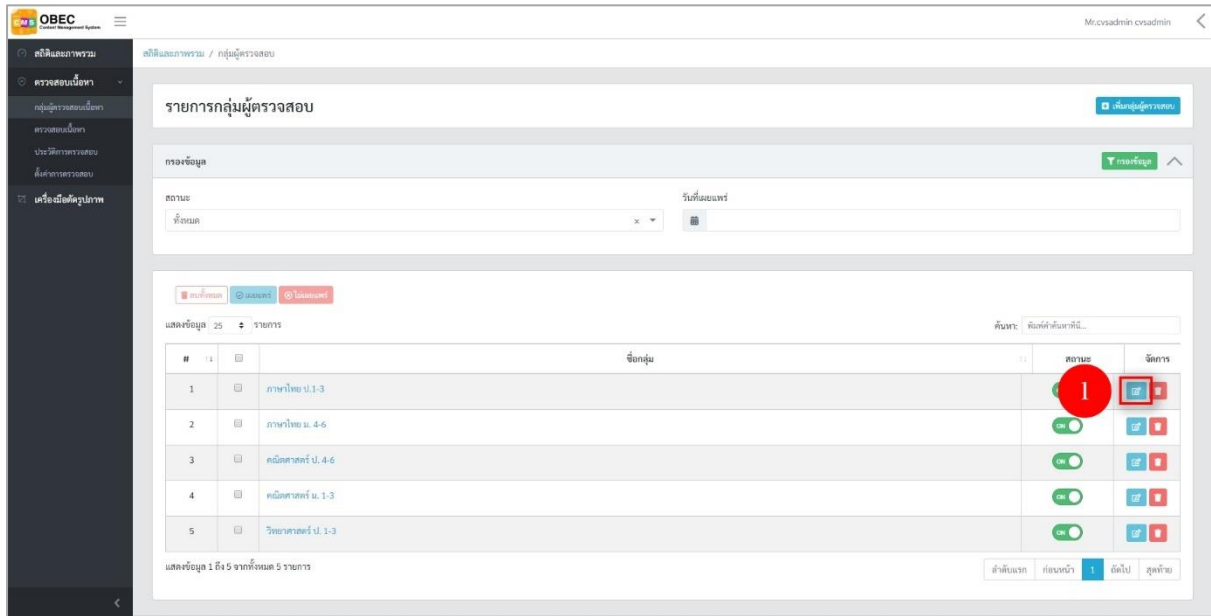 CMS OBEC
Content Management System
Mr.cvsadmin cvsadmin
สถิติและภาพรวม
ตรวจสอบเนื้อหา
กลุ่มผู้ตรวจสอบเนื้อหา
ตรวจสอบเนื้อหา
ประวัติการตรวจสอบ
ตั้งค่าการตรวจสอบ
เครื่องมือตัดรูปภาพ
สถิติและภาพรวม / กลุ่มผู้ตรวจสอบ
รายการกลุ่มผู้ตรวจสอบ
เพิ่มกลุ่มผู้ตรวจสอบ
กรองข้อมูล
กรองข้อมูล
สถานะ วันที่เผยแพร่
ทั้งหมด ×
ลบทั้งหมด เผยแพร่ ไม่เผยแพร่
แสดงข้อมูล 25 รายการ ค้นหา: พิมพ์คำค้นหาที่นี่...
# ชื่อกลุ่ม สถานะ จัดการ
1 ภาษาไทย ป.1-3 1
2 ภาษาไทย ม. 4-6 ON
3 คณิตศาสตร์ ป. 4-6 ON
4 คณิตศาสตร์ ม. 1-3 ON
5 วิทยาศาสตร์ ป. 1-3 ON
แสดงข้อมูล 1 ถึง 5 จากทั้งหมด 5 รายการ ลำดับแรก ก่อนหน้า 1 ถัดไป สุดท้าย